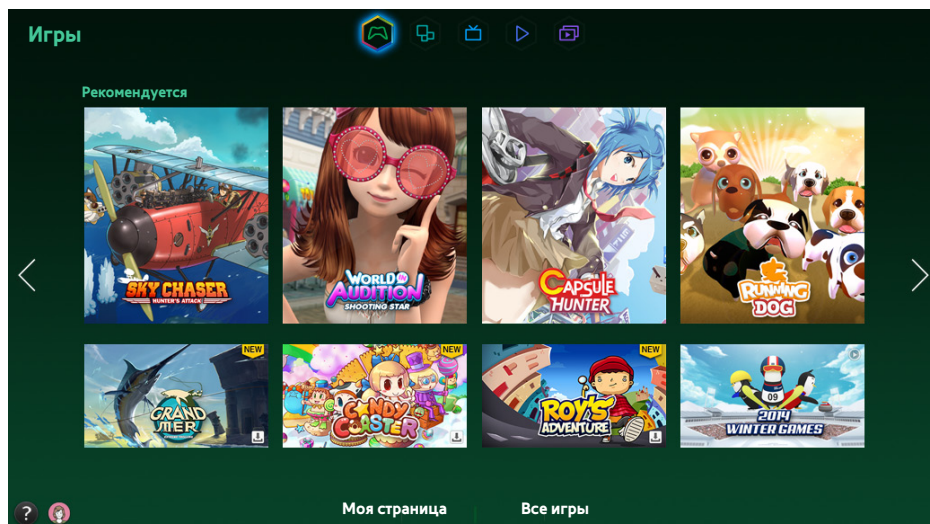 Игры
Рекомендуется
SKY CHASER
HUNTER'S ATTACK
WORLD IN
AUDITION
SHOOTING STAR
CAPSULE
HUNTER
RUNNING
DOG
NEW
GRAND
MER
NEW
CANDY
COASTER
NEW
ROY'S
ADVENTURE
09
2014
WINTER GAMES
?
Моя страница
Все игры